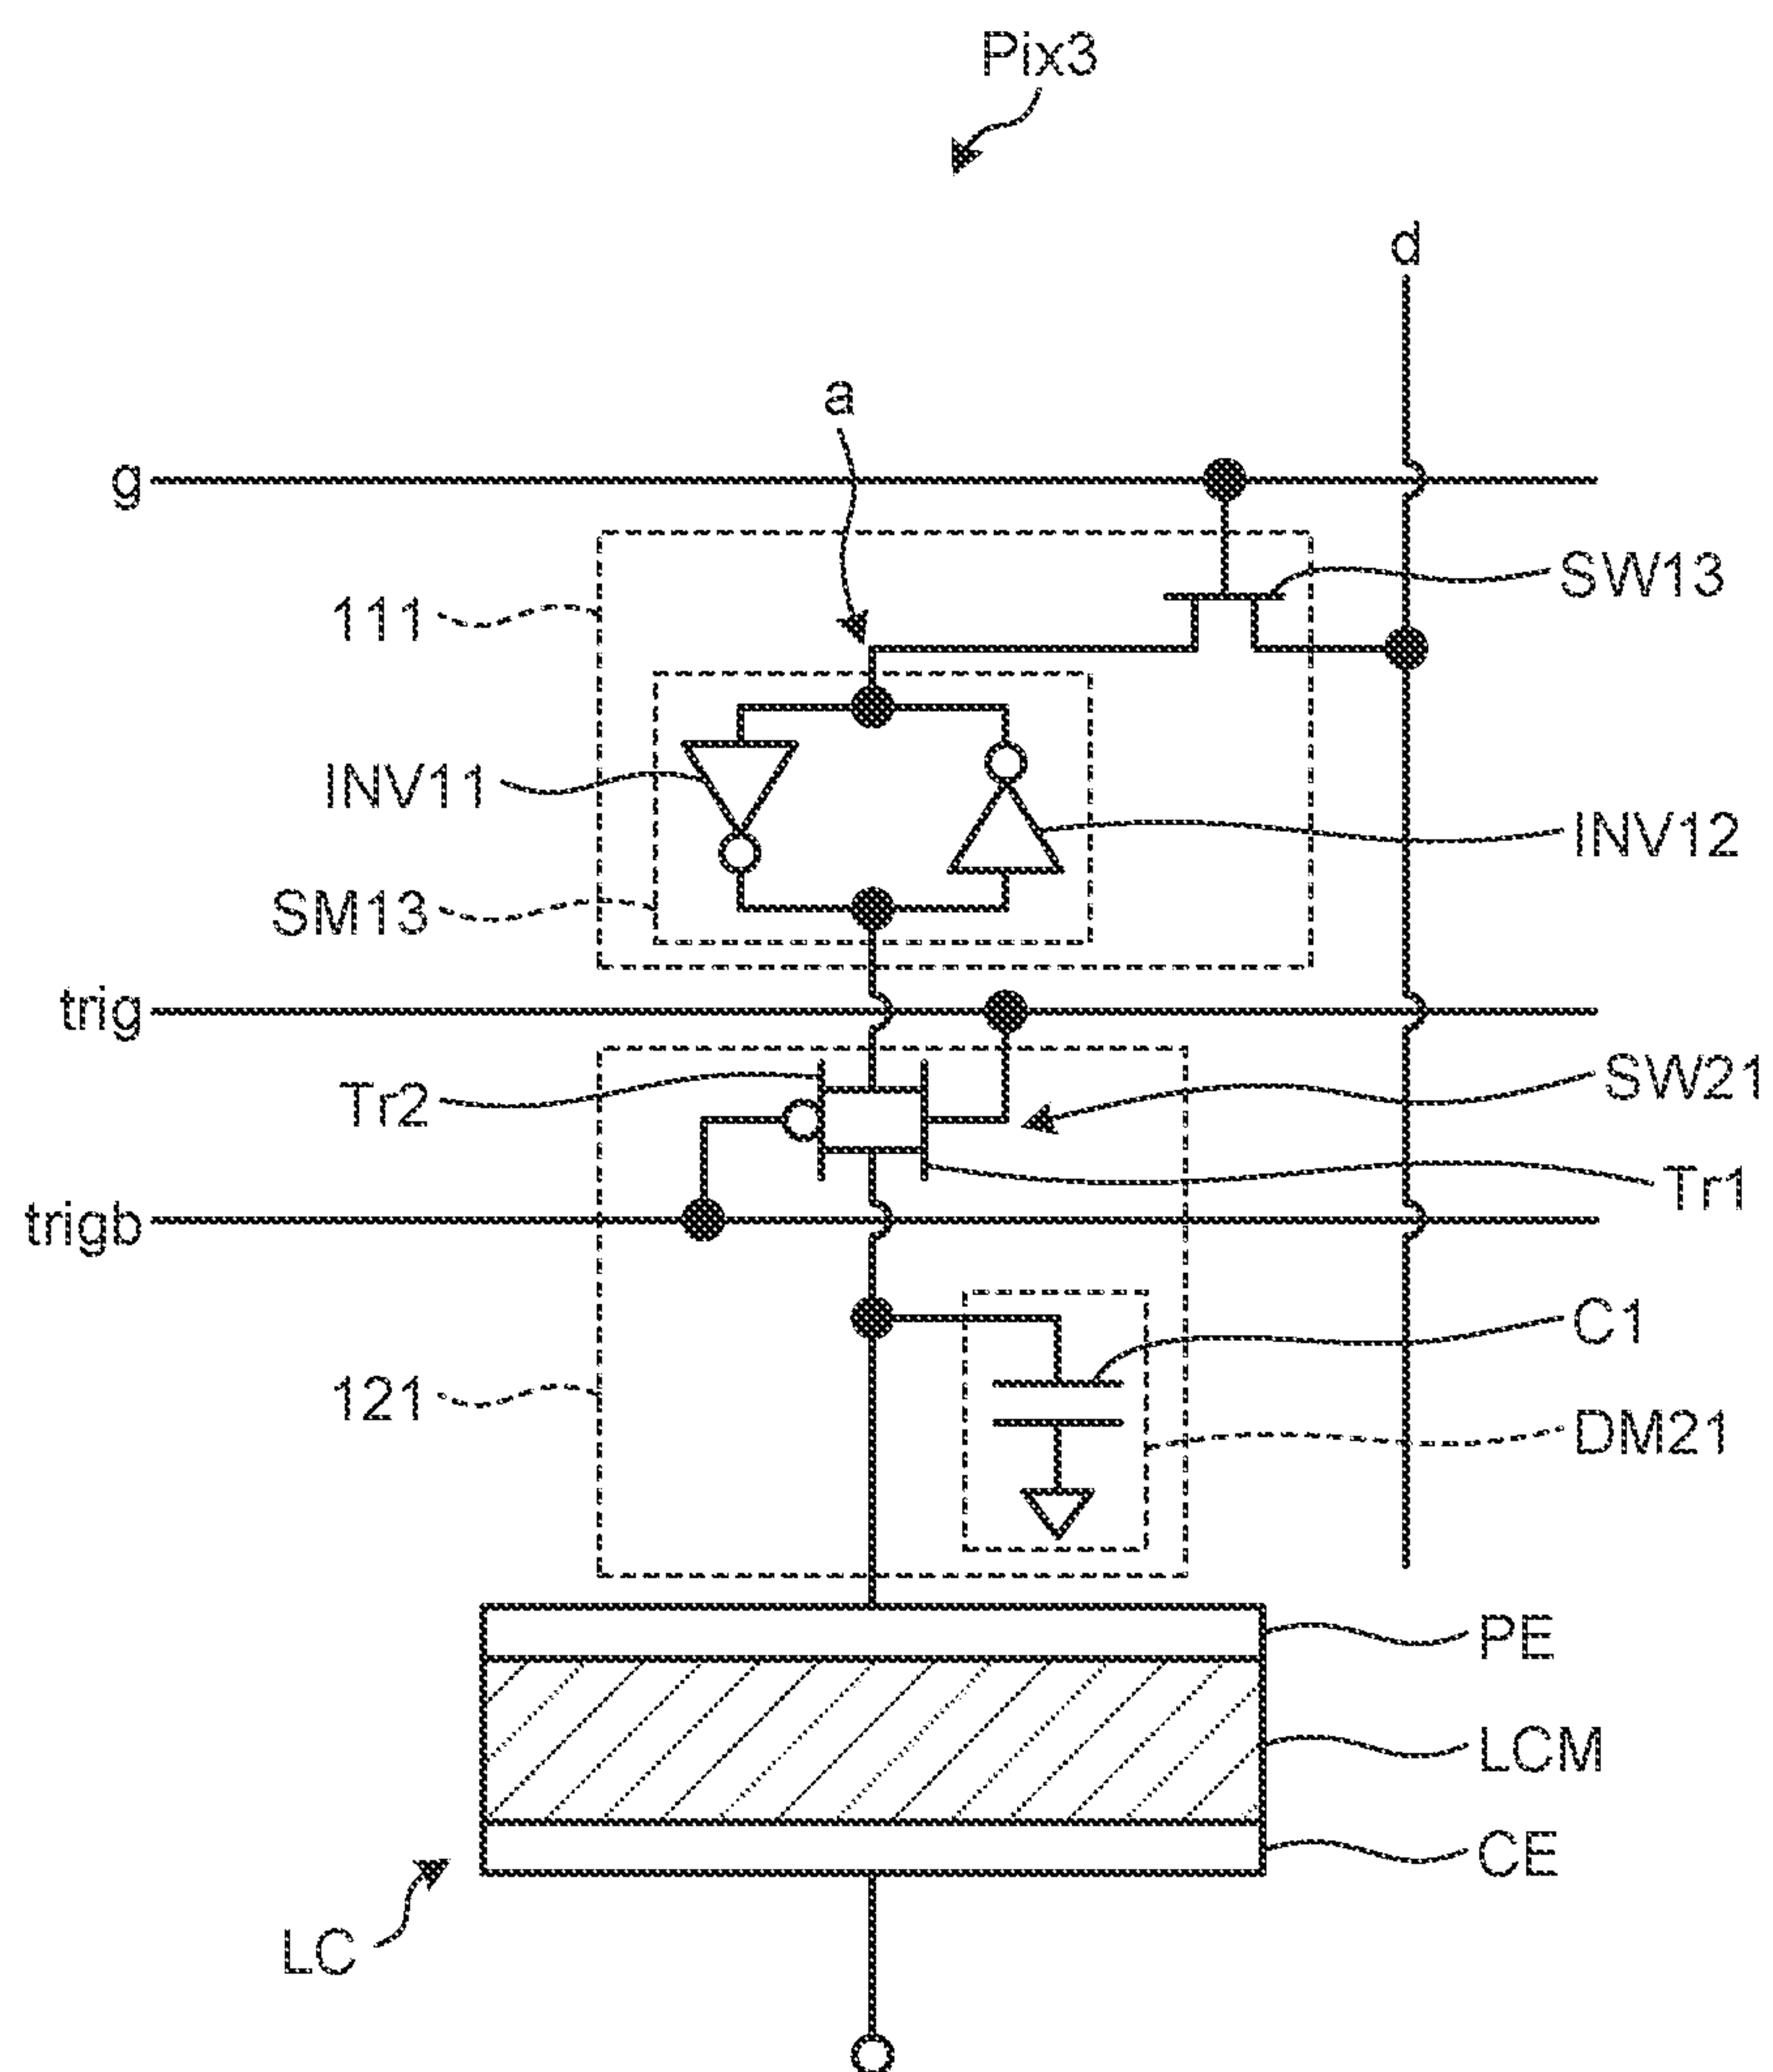 Pix3
d
a
g
SW13
111
INV11
INV12
SM13
trig
Tr2
SW21
Tr1
trigb
C1
121
DM21
PE
LCM
CE
LC